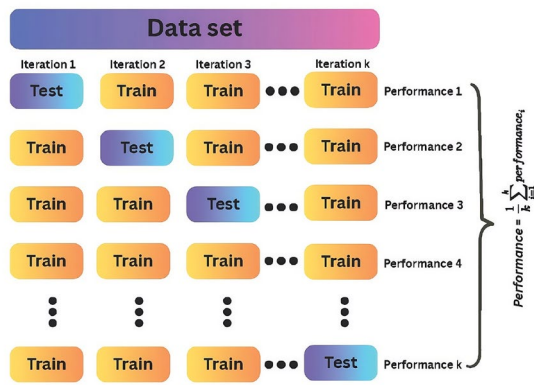 Data set
Iteration 1 Iteration 2 Iteration 3 Iteration k
Test Train Train ●●● Train Performance 1
Train Test Train ●●● Train Performance 2
Train Train Test ●●● Train Performance 3
Train Train Train ●●● Train Performance 4
Train Train Train ●●● Test Performance k
Performance = 1/k ∑ᵢ₌₁ᵏ performanceᵢ